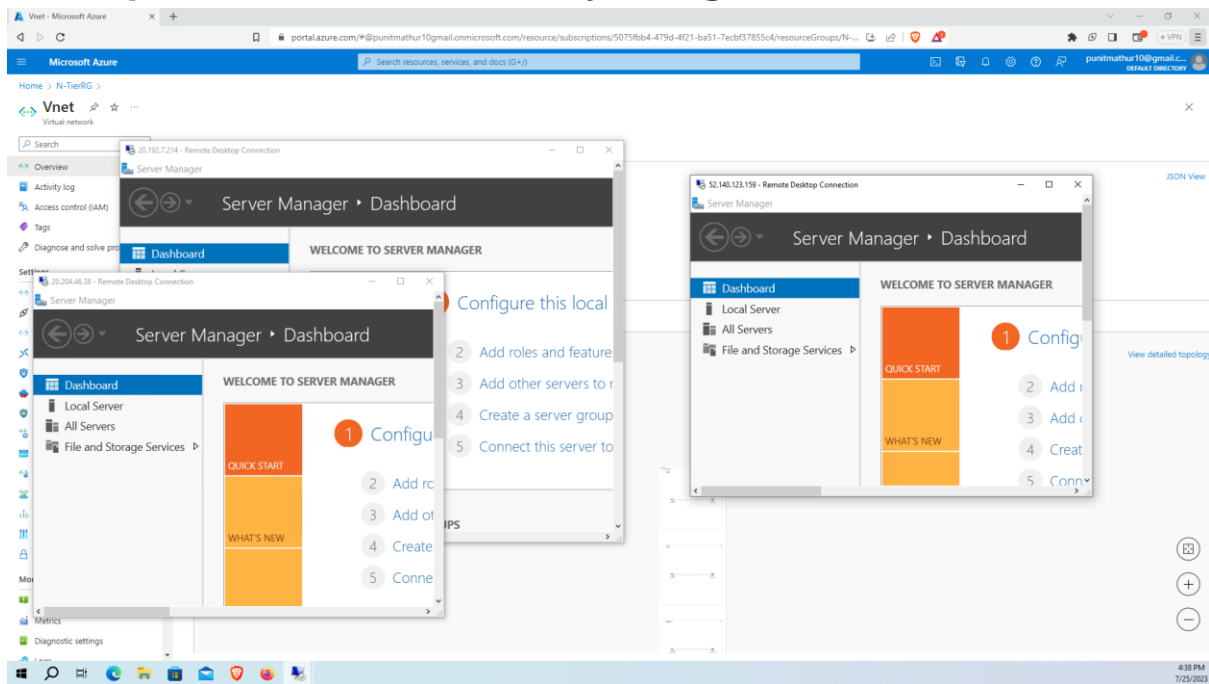 Vnet - Microsoft Azure
portal.azure.com/#@punitmathur10gmail.onmicrosoft.com/resource/subscriptions/5075fbb4-479d-4f21-ba51-7ecbf37855c4/resourceGroups/N-...
VPN
Microsoft Azure
Search resources, services, and docs (G+/)
punitmathur10@gmail.c...
DEFAULT DIRECTORY
Home > N-TierRG >
Vnet
Virtual network
Search
Overview
Activity log
Access control (IAM)
Tags
Diagnose and solve pro
JSON View
View detailed topology
Metrics
Diagnostic settings
20.192.7.214 - Remote Desktop Connection
Server Manager
Server Manager • Dashboard
Dashboard
WELCOME TO SERVER MANAGER
Configure this local
2 Add roles and feature
3 Add other servers to
4 Create a server group
5 Connect this server to
20.204.46.38 - Remote Desktop Connection
Server Manager
Server Manager • Dashboard
Dashboard
Local Server
All Servers
File and Storage Services
WELCOME TO SERVER MANAGER
QUICK START
WHAT'S NEW
1 Configu
2 Add ro
3 Add ot
4 Create
5 Conne
52.140.123.159 - Remote Desktop Connection
Server Manager
Server Manager • Dashboard
Dashboard
Local Server
All Servers
File and Storage Services
WELCOME TO SERVER MANAGER
QUICK START
WHAT'S NEW
1 Config
2 Add
3 Add
4 Creat
5 Conn
4:38 PM
7/25/2023